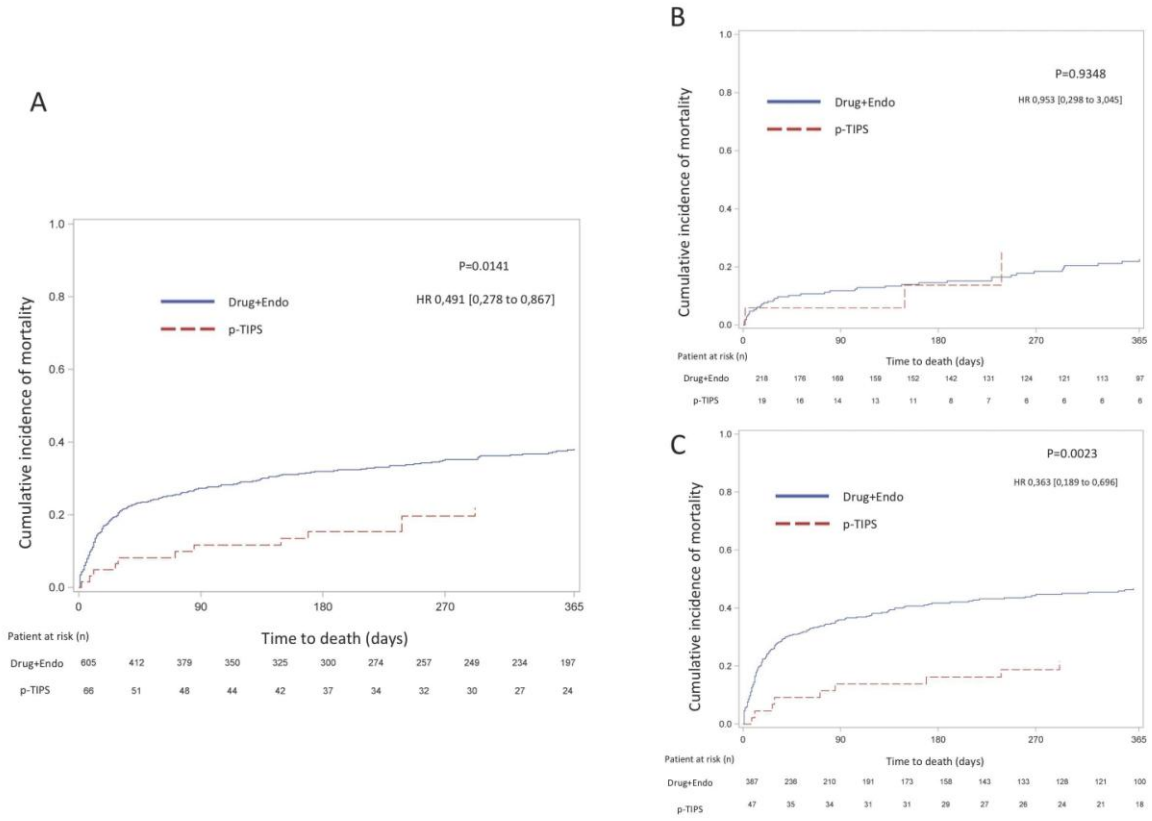 A
Cumulative incidence of mortality
1.0
0.8
0.6
0.4
0.2
0.0
P=0.0141
HR 0,491 [0,278 to 0,867]
Drug+Endo
p-TIPS
0 90 180 270 365
Patient at risk (n)
Time to death (days)
Drug+Endo 605 412 379 350 325 300 274 257 249 234 197
p-TIPS 66 51 48 44 42 37 34 32 30 27 24
B
Cumulative incidence of mortality
1.0
0.8
0.6
0.4
0.2
0.0
P=0.9348
HR 0,953 [0,298 to 3,045]
Drug+Endo
p-TIPS
0 90 180 270 365
Patient at risk (n)
Time to death (days)
Drug+Endo 218 176 169 159 152 142 131 124 121 113 97
p-TIPS 19 16 14 13 11 8 7 6 6 6 6
C
Cumulative incidence of mortality
1.0
0.8
0.6
0.4
0.2
0.0
P=0.0023
HR 0,363 [0,189 to 0,696]
Drug+Endo
p-TIPS
0 90 180 270 365
Patient at risk (n)
Time to death (days)
Drug+Endo 387 236 210 191 173 158 143 133 128 121 100
p-TIPS 47 35 34 31 31 29 27 26 24 21 18